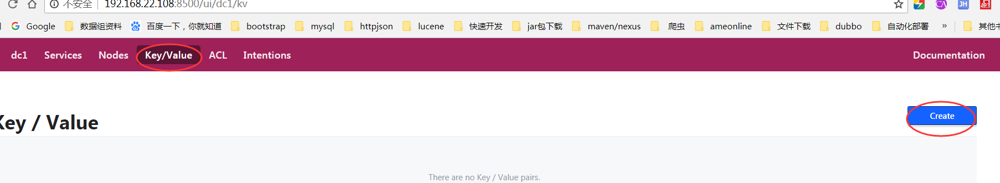 不安全 192.168.22.108:8500/ui/dc1/kv
Google 数据组资料 百度一下，你就知道 bootstrap mysql httpjson lucene 快速开发 jar包下载 maven/nexus 爬虫 ameonline 文件下载 dubbo 自动化部署 » 其他
dc1 Services Nodes Key/Value ACL Intentions Documentation
Key / Value
Create
There are no Key / Value pairs.